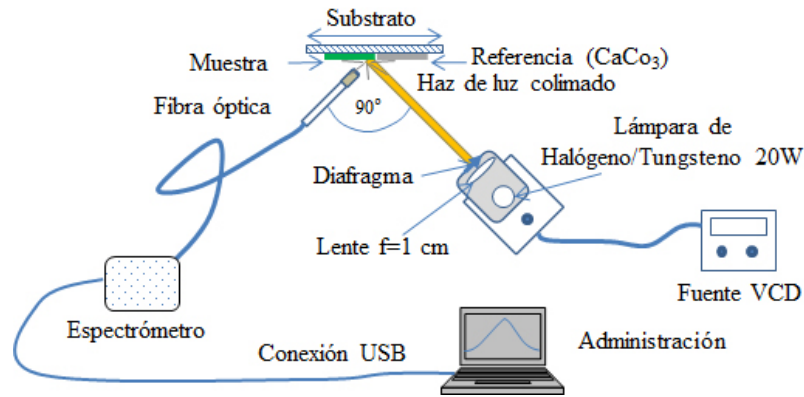 Substrato
Muestra
Referencia (CaCo3)
Haz de luz colimado
Fibra óptica
90°
Lámpara de
Halógeno/Tungsteno 20W
Diafragma
Lente f=1 cm
Fuente VCD
Espectrómetro
Conexión USB
Administración